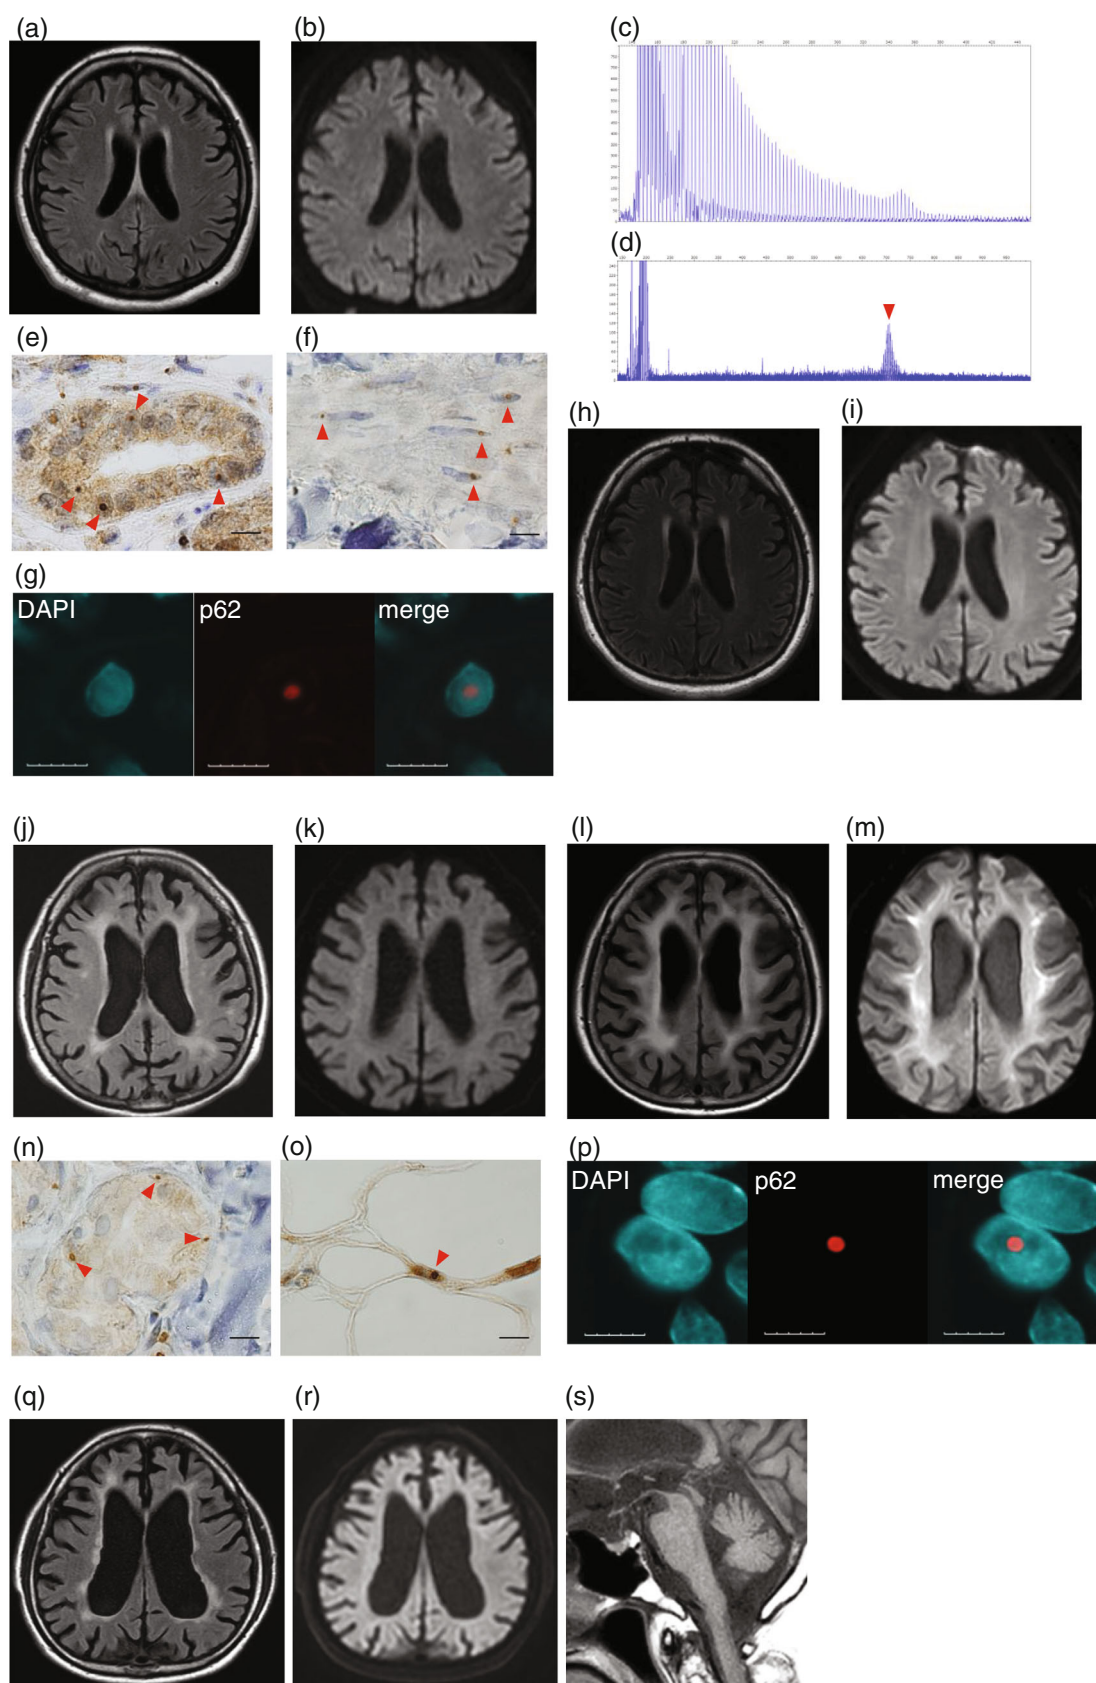 (a)
(b)
(c)
(d)
(e)
(f)
(g)
DAPI
p62
merge
(h)
(i)
(j)
(k)
(l)
(m)
(n)
(o)
(p)
DAPI
p62
merge
(q)
(r)
(s)